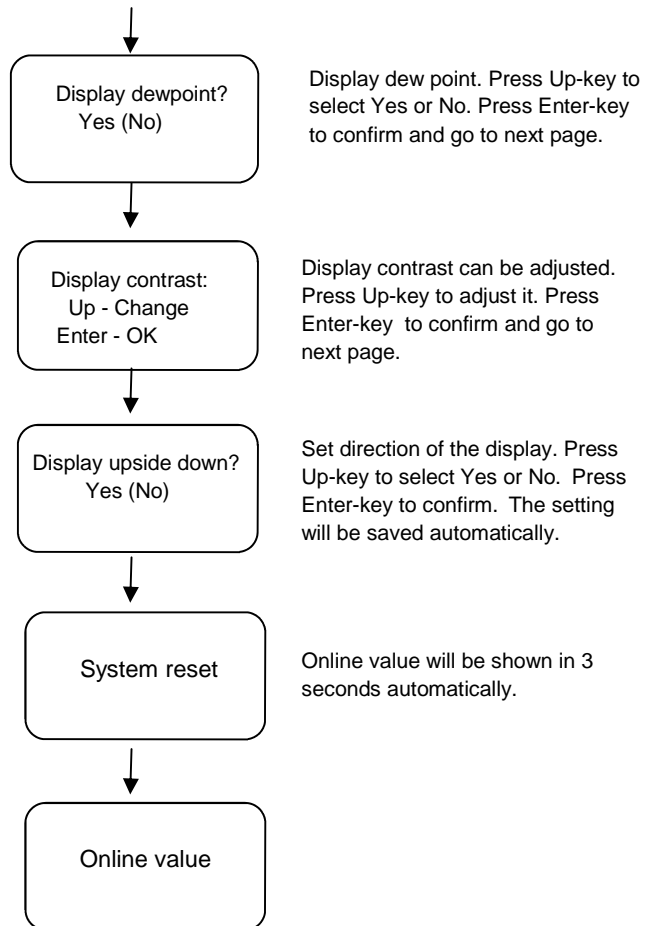 Display dewpoint?
Yes (No)
Display dew point. Press Up-key to
select Yes or No. Press Enter-key
to confirm and go to next page.
Display contrast:
Up - Change
Enter - OK
Display contrast can be adjusted.
Press Up-key to adjust it. Press
Enter-key  to confirm and go to
next page.
Display upside down?
Yes (No)
Set direction of the display. Press
Up-key to select Yes or No.  Press
Enter-key to confirm.  The setting
will be saved automatically.
System reset
Online value will be shown in 3
seconds automatically.
Online value